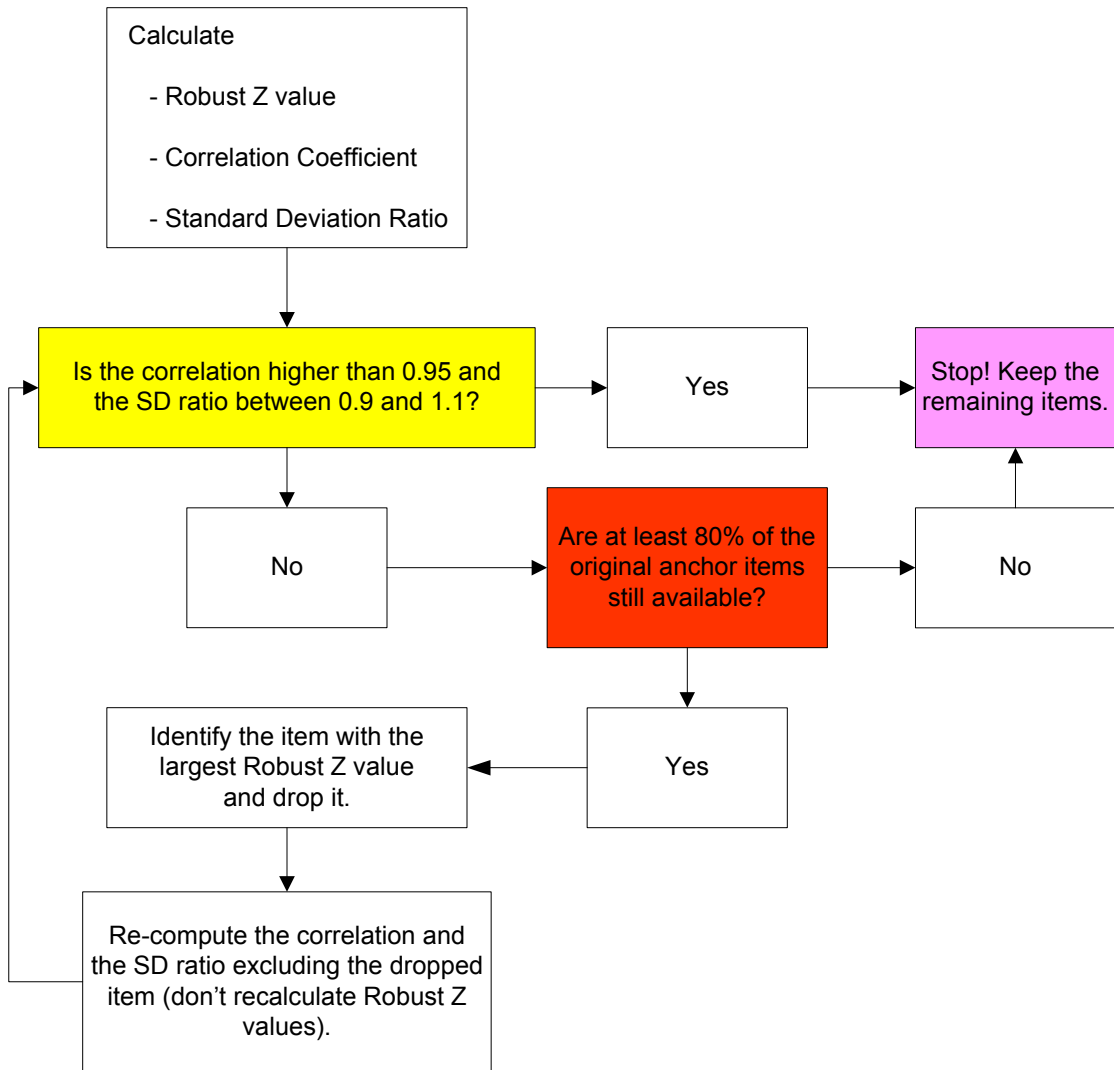 Calculate
- Robust Z value
- Correlation Coefficient
- Standard Deviation Ratio
Is the correlation higher than 0.95 and
the SD ratio between 0.9 and 1.1?
Yes
Stop! Keep the
remaining items.
No
Are at least 80% of the
original anchor items
still available?
No
Identify the item with the
largest Robust Z value
and drop it.
Yes
Re-compute the correlation and
the SD ratio excluding the dropped
item (don’t recalculate Robust Z
values).